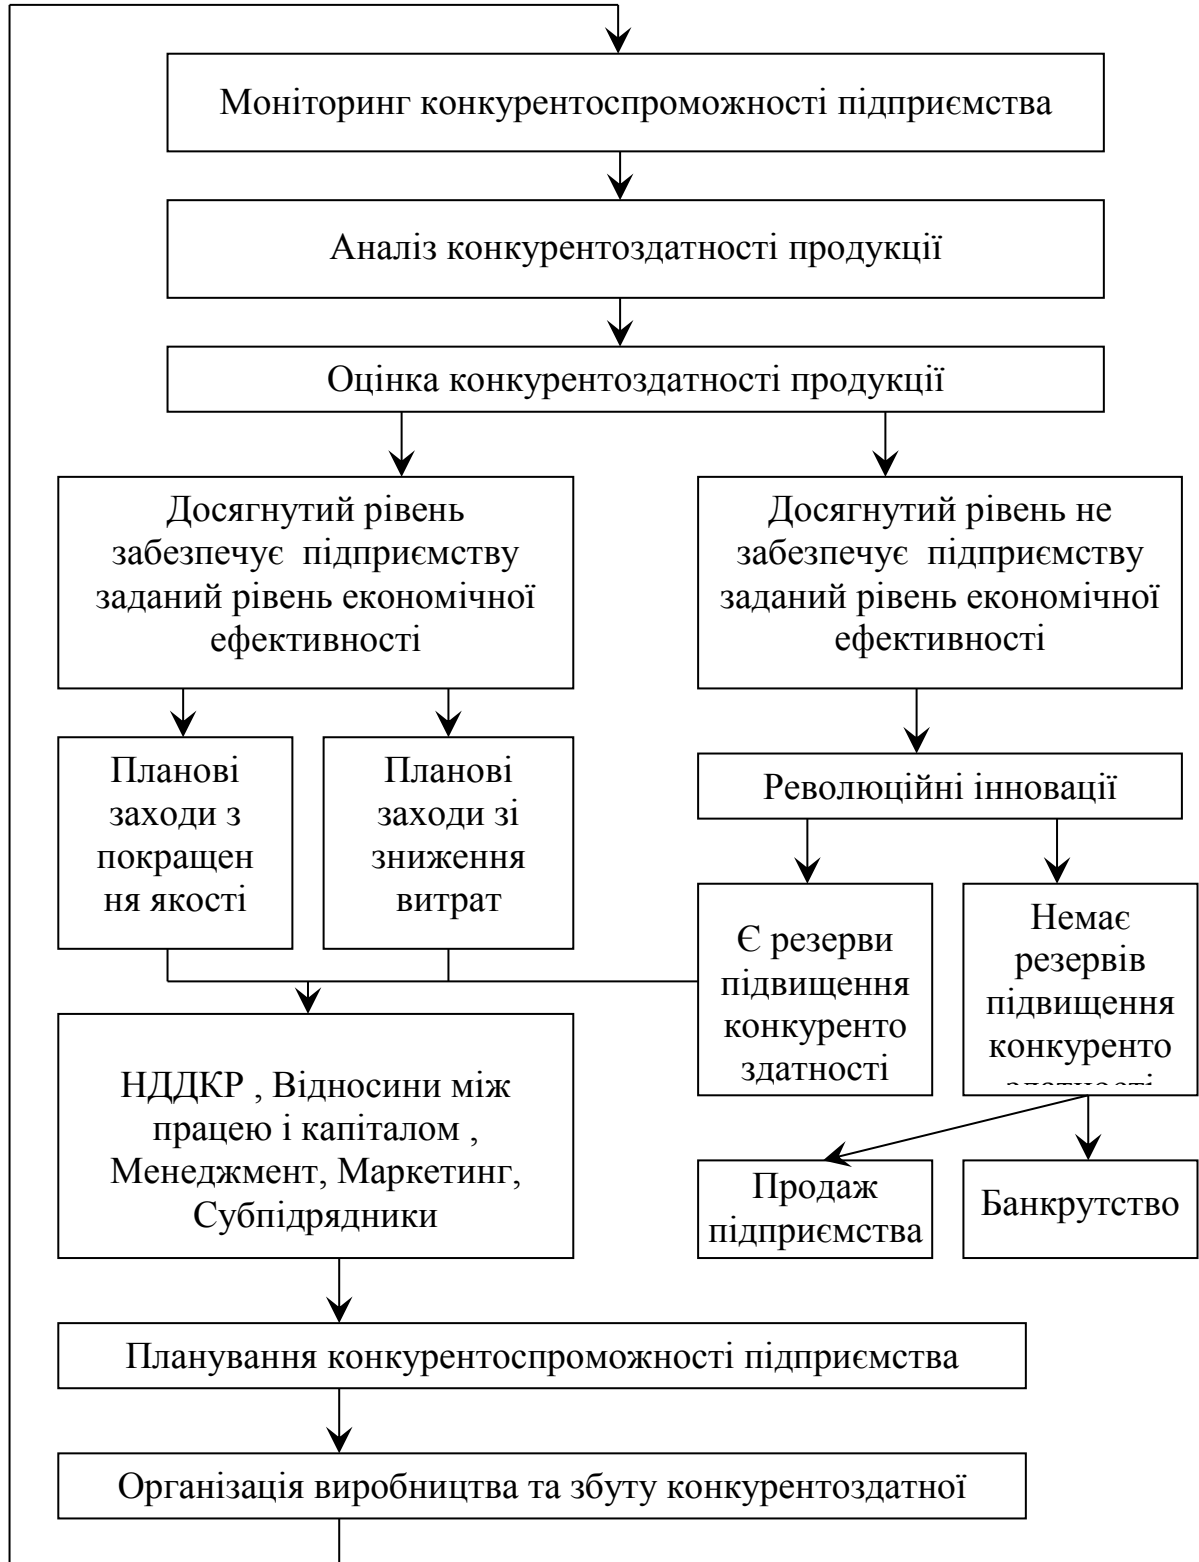 Моніторинг конкурентоспроможності підприємства
Аналіз конкурентоздатності продукції
Оцінка конкурентоздатності продукції
Досягнутий рівень
забезпечує підприємству
заданий рівень економічної
ефективності
Досягнутий рівень не
забезпечує підприємству
заданий рівень економічної
ефективності
Планові
заходи з
покращен
ня якості
Планові
заходи зі
зниження
витрат
Революційні інновації
Є резерви
підвищення
конкуренто
здатності
Немає
резервів
підвищення
конкуренто
НДДКР , Відносини між
працею і капіталом ,
Менеджмент, Маркетинг,
Субпідрядники
Продаж
підприємства
Банкрутство
Планування конкурентоспроможності підприємства
Організація виробництва та збуту конкурентоздатної